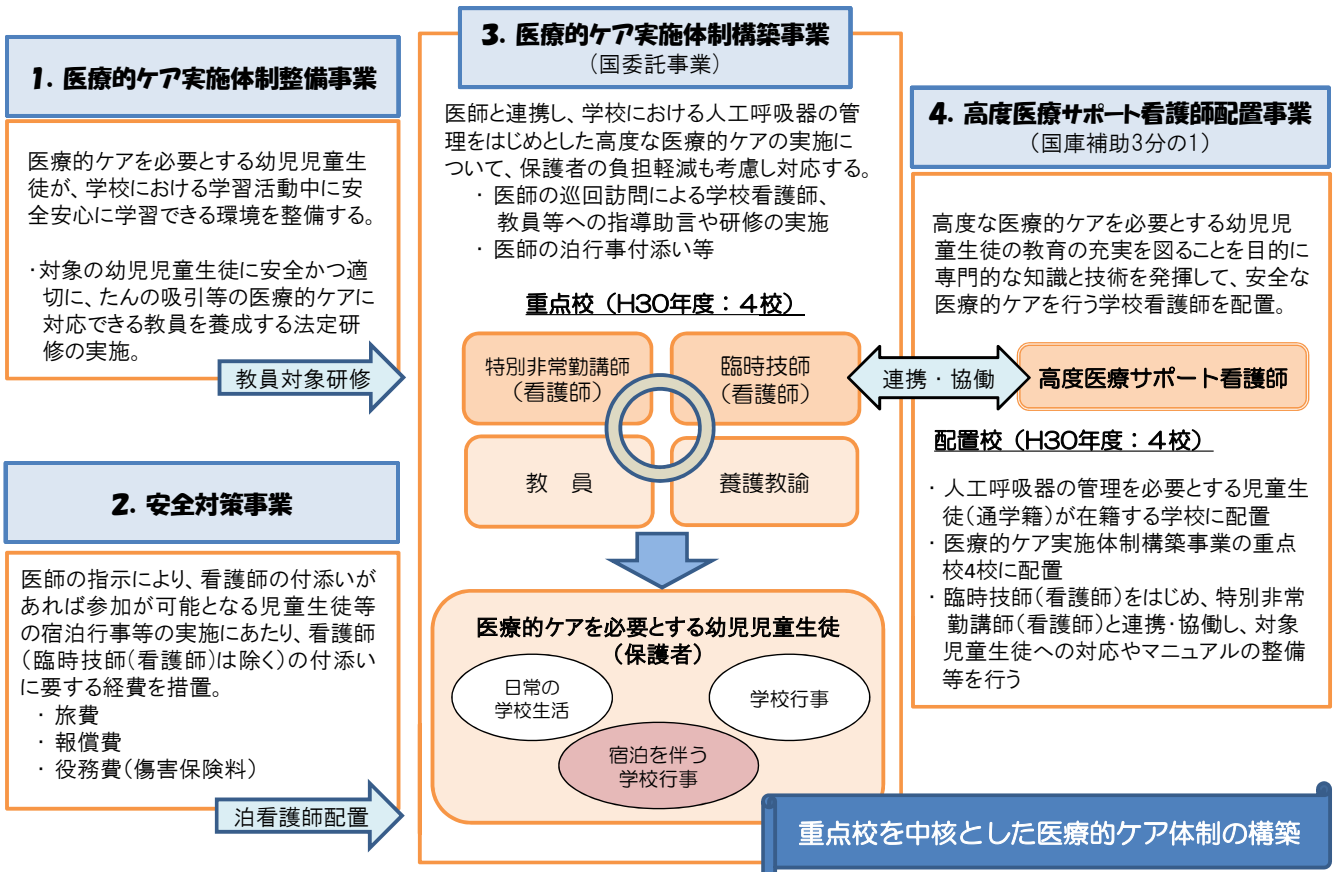 1. 医療的ケア実施体制整備事業
医療的ケアを必要とする幼児児童生
徒が、学校における学習活動中に安
全安心に学習できる環境を整備する。
・対象の幼児児童生徒に安全かつ適
切に、たんの吸引等の医療的ケアに
対応できる教員を養成する法定研
修の実施。
教員対象研修
2. 安全対策事業
医師の指示により、看護師の付添いが
あれば参加が可能となる児童生徒等
の宿泊行事等の実施にあたり、看護師
(臨時技師(看護師)は除く)の付添い
に要する経費を措置。
・ 旅費
・ 報償費
・ 役務費(傷害保険料)
泊看護師配置
3. 医療的ケア実施体制構築事業
(国委託事業)
医師と連携し、学校における人工呼吸器の管
理をはじめとした高度な医療的ケアの実施に
ついて、保護者の負担軽減も考慮し対応する。
・ 医師の巡回訪問による学校看護師、
教員等への指導助言や研修の実施
・ 医師の泊行事付添い等
重点校(H30年度:4校)
特別非常勤講師
(看護師)
臨時技師
(看護師)
教 員
養護教諭
医療的ケアを必要とする幼児児童生徒
(保護者)
日常の
学校生活
学校行事
宿泊を伴う
学校行事
4. 高度医療サポート看護師配置事業
(国庫補助3分の1)
高度な医療的ケアを必要とする幼児児
童生徒の教育の充実を図ることを目的に
専門的な知識と技術を発揮して、安全な
医療的ケアを行う学校看護師を配置。
連携・協働
高度医療サポート看護師
配置校(H30年度:4校)
・ 人工呼吸器の管理を必要とする児童生
徒(通学籍)が在籍する学校に配置
・ 医療的ケア実施体制構築事業の重点
校4校に配置
・ 臨時技師(看護師)をはじめ、特別非常
勤講師(看護師)と連携・協働し、対象
児童生徒への対応やマニュアルの整備
等を行う
重点校を中核とした医療的ケア体制の構築